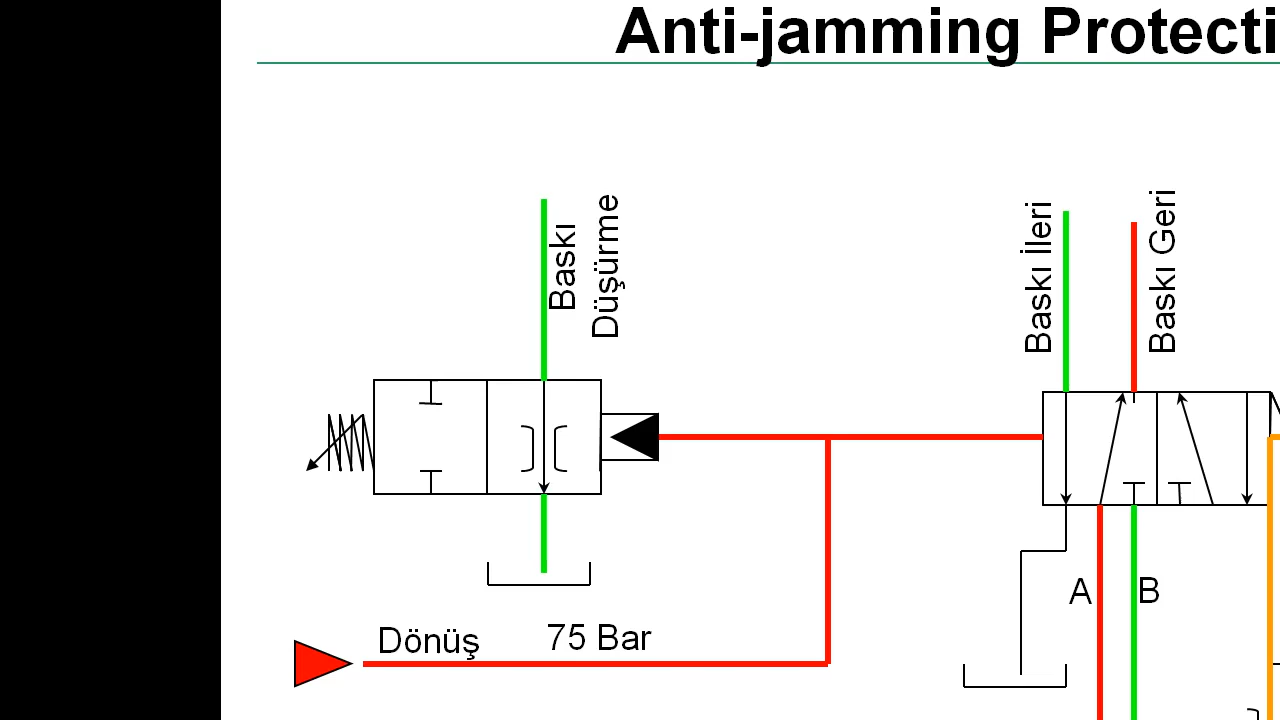 Anti-jamming Protecti
Baskı
Düşürme
Baskı İleri
Baskı Geri
A
B
Dönüş
75 Bar